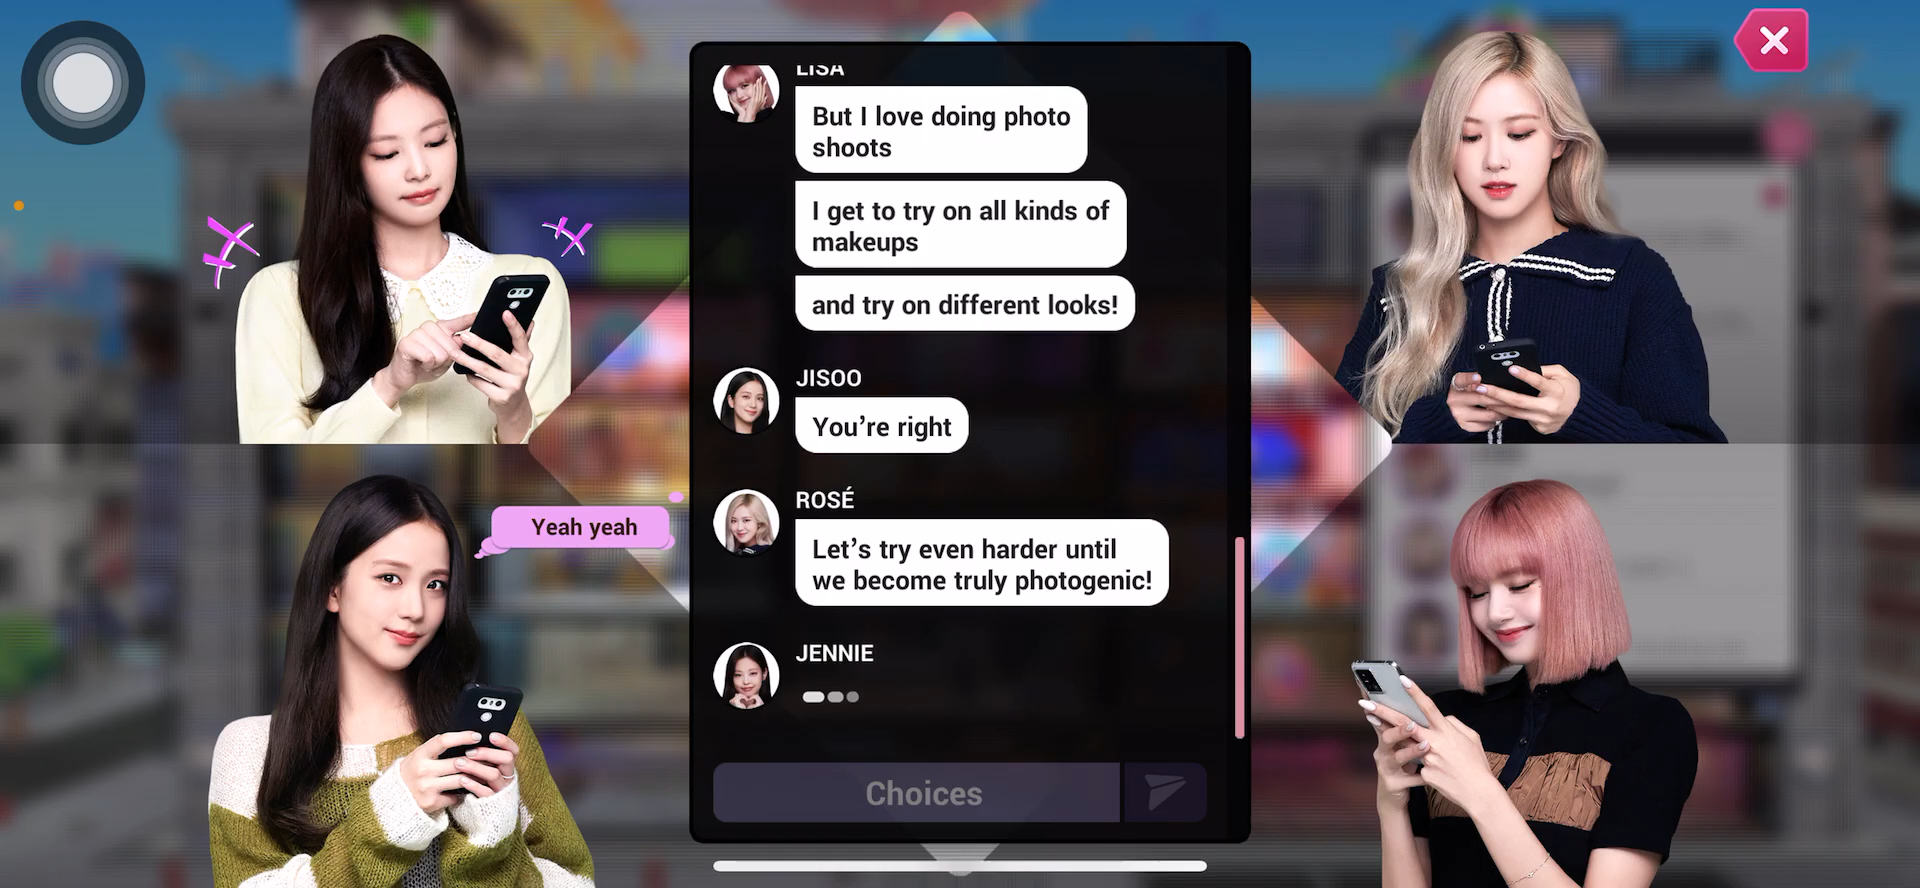 LISA
But I love doing photo
shoots
I get to try on all kinds of
makeups
and try on different looks!
JISOO
You’re right
Yeah yeah
ROSÉ
Let’s try even harder until
we become truly photogenic!
JENNIE
Choices